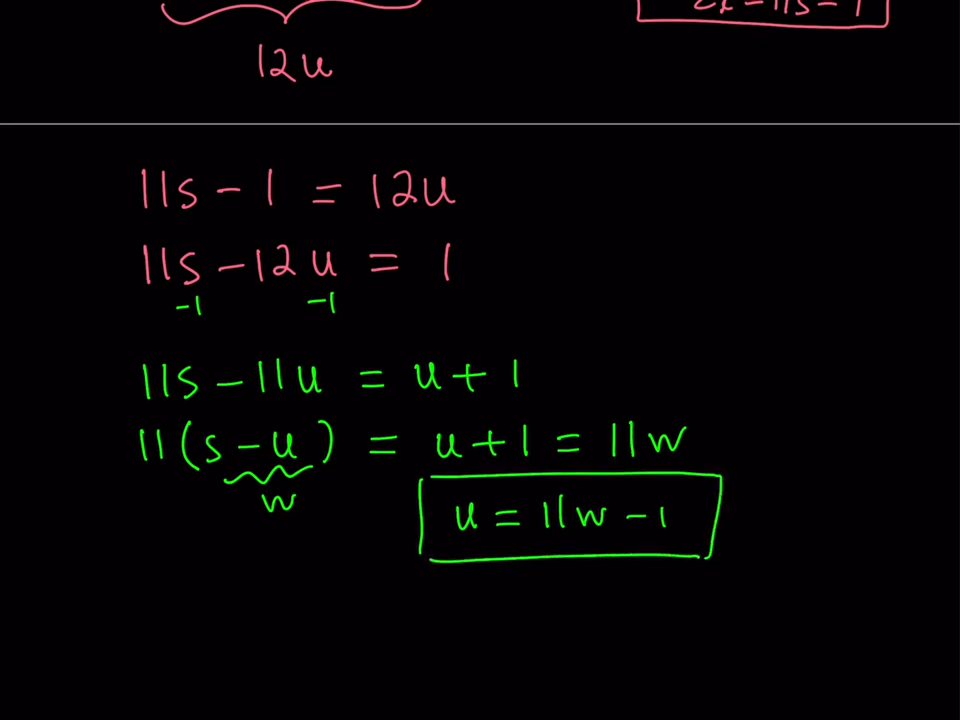 12u
11s - 1 = 12u
11s - 12u = 1
-1 -1
11s - 11u = u + 1
11(s - u) = u + 1 = 11w
w
u = 11w - 1